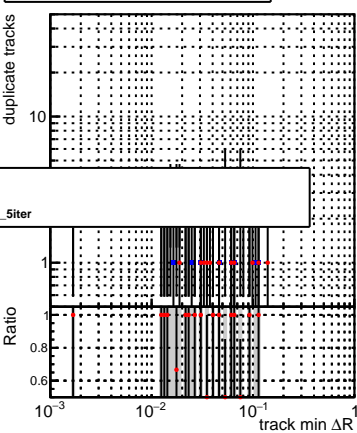 duplicate tracks
10
_5iter
1
Ratio
1
0.8
0.6
10−3
10−2
10−1
1
track min ΔR